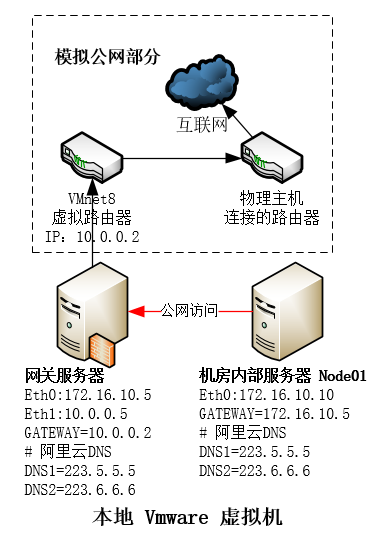 模拟公网部分
互联网
VMnet8
虚拟路由器
IP: 10.0.0.2
物理主机
连接的路由器
公网访问
网关服务器
Eth0:172.16.10.5
Eth1:10.0.0.5
GATEWAY=10.0.0.2
# 阿里云DNS
DNS1=223.5.5.5
DNS2=223.6.6.6
机房内部服务器 Node01
Eth0:172.16.10.10
GATEWAY=172.16.10.5
# 阿里云DNS
DNS1=223.5.5.5
DNS2=223.6.6.6
本地 Vmware 虚拟机